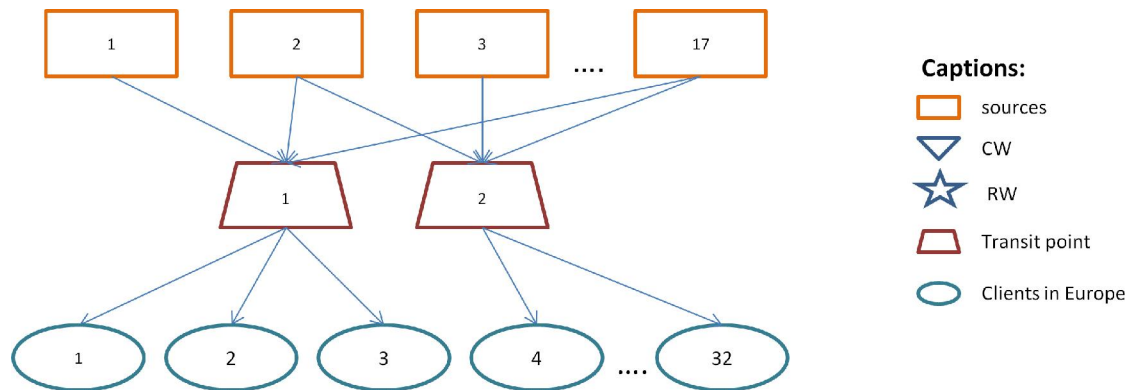 1
2
3
....
17
1
2
1
2
3
4
....
32
Captions:
sources
CW
RW
Transit point
Clients in Europe